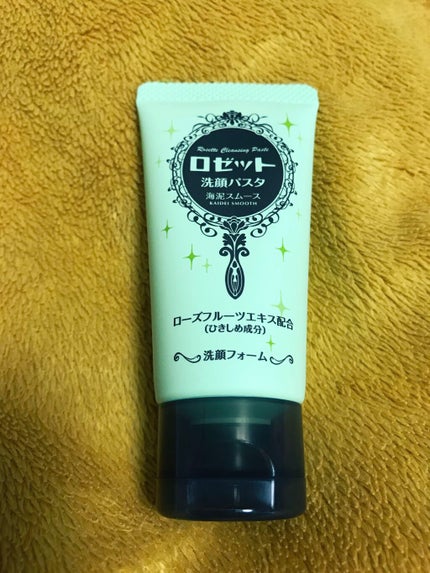 Rosette Cleansing Paste
ロゼット
洗顔パスタ
海泥スムース
KAIDEI SMOOTH
ローズフルーツエキス配合
(ひきしめ成分)
洗顔フォーム